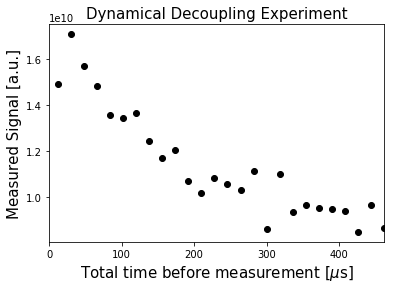 Dynamical Decoupling Experiment
1e10
1.6
1.4
1.2
1.0
Measured Signal [a.u.]
0 100 200 300 400
Total time before measurement [μs]